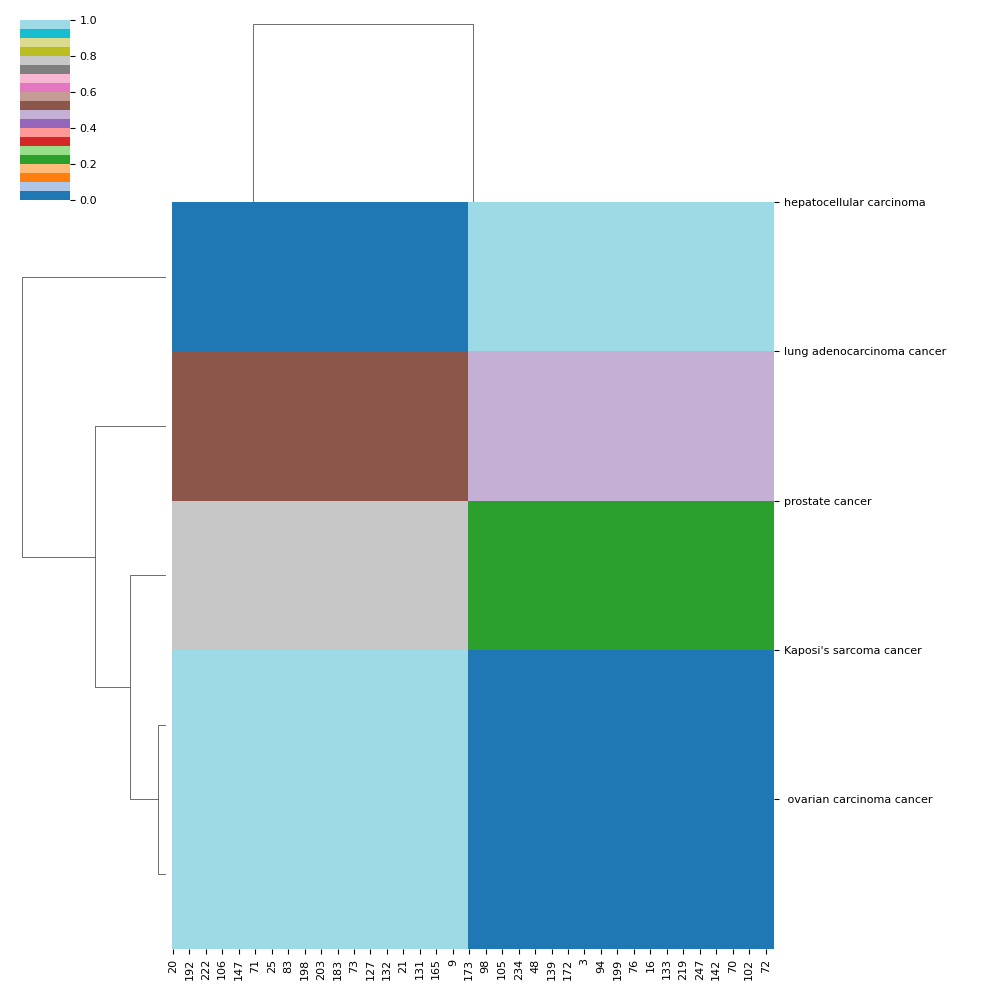 1.0
0.8
0.6
0.4
0.2
0.0
hepatocellular carcinoma
lung adenocarcinoma cancer
prostate cancer
Kaposi's sarcoma cancer
ovarian carcinoma cancer
20 192 222 106 147 71 25 83 198 203 183 73 127 132 21 131 165 9 173 98 105 234 48 139 172 3 94 199 76 16 133 219 247 142 70 102 72